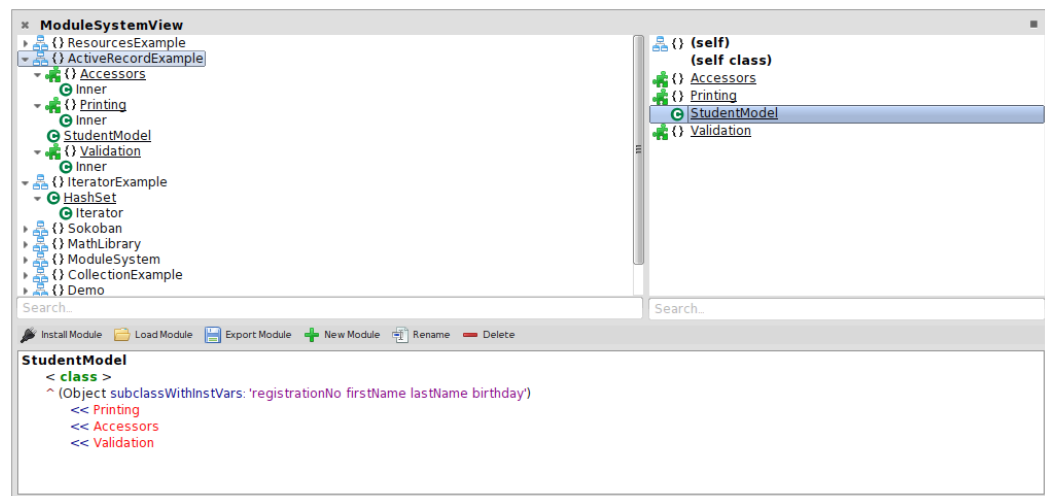 ModuleSystemView
{} ResourcesExample
{} ActiveRecordExample
{} Accessors
Inner
{} Printing
Inner
StudentModel
{} Validation
Inner
{} IteratorExample
HashSet
Iterator
{} Sokoban
{} MathLibrary
{} ModuleSystem
{} CollectionExample
{} Demo
Search..
{} (self)
(self class)
{} Accessors
{} Printing
StudentModel
{} Validation
Search..
Install Module Load Module Export Module New Module Rename Delete
StudentModel
< class >
^ (Object subclassWithInstVars: 'registrationNo firstName lastName birthday')
<< Printing
<< Accessors
<< Validation